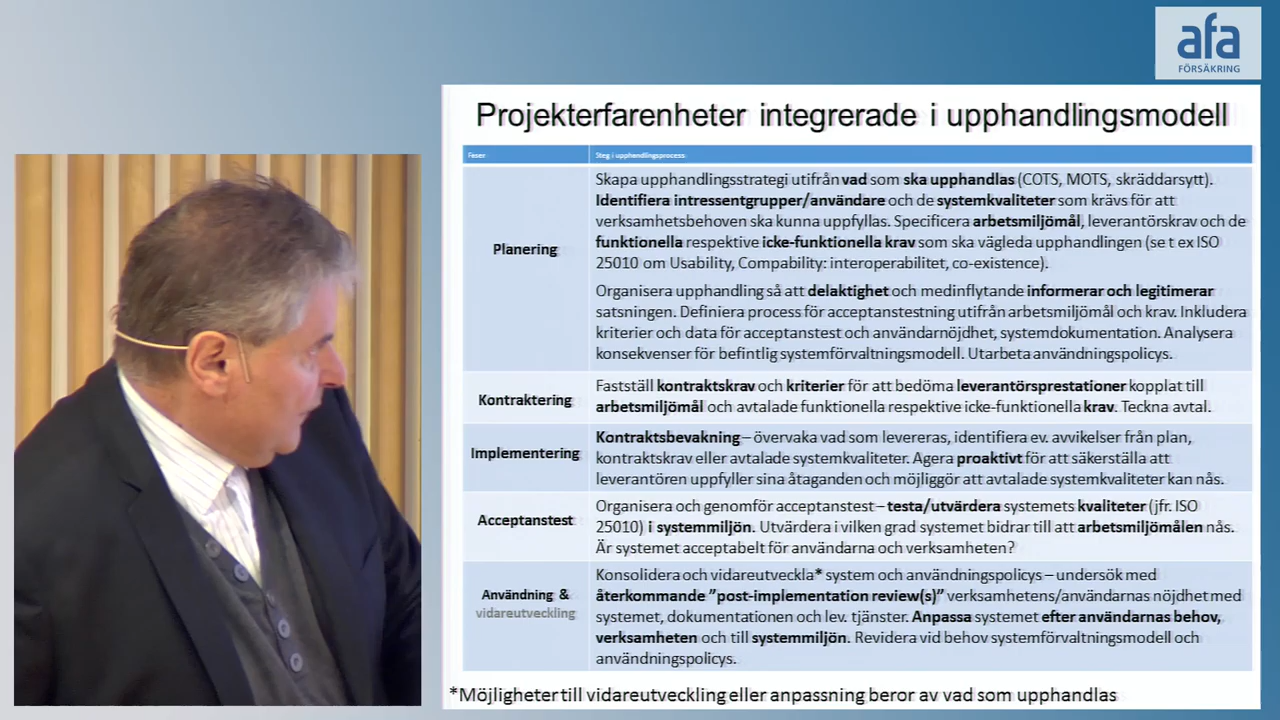 afa
FÖRSÄKRING
Projekterfarenheter integrerade i upphandlingsmodell
Faser
Steg i upphandlingsprocess
Planering
Skapa upphandlingsstrategi utifrån vad som ska upphandlas (COTS, MOTS, skräddarsytt).
Identifiera intressentgrupper/användare och de systemkvaliteter som krävs för att
verksamhetsbehoven ska kunna uppfyllas. Specificera arbetsmiljömål, leverantörskrav och de
funktionella respektive icke-funktionella krav som ska vägleda upphandlingen (se t ex ISO
25010 om Usability, Compability: interoperabilitet, co-existence).
Organisera upphandling så att delaktighet och medinflytande informerar och legitimerar
satsningen. Definiera process för acceptanstestning utifrån arbetsmiljömål och krav. Inkludera
kriterier och data för acceptanstest och användarnöjdhet, systemdokumentation. Analysera
konsekvenser för befintlig systemförvaltningsmodell. Utarbeta användningspolicys.
Kontraktering
Fastställ kontraktskrav och kriterier för att bedöma leverantörsprestationer kopplat till
arbetsmiljömål och avtalade funktionella respektive icke-funktionella krav. Teckna avtal.
Implementering
Kontraktsbevakning – övervaka vad som levereras, identifiera ev. avvikelser från plan,
kontraktskrav eller avtalade systemkvaliteter. Agera proaktivt för att säkerställa att
leverantören uppfyller sina åtaganden och möjliggör att avtalade systemkvaliteter kan nås.
Acceptanstest
Organisera och genomför acceptanstest – testa/utvärdera systemets kvaliteter (jfr. ISO
25010) i systemmiljön. Utvärdera i vilken grad systemet bidrar till att arbetsmiljömålen nås.
Är systemet acceptabelt för användarna och verksamheten?
Användning &
vidareutveckling
Konsolidera och vidareutveckla* system och användningspolicys – undersök med
återkommande ”post-implementation review(s)” verksamhetens/användarnas nöjdhet med
systemet, dokumentationen och lev. tjänster. Anpassa systemet efter användarnas behov,
verksamheten och till systemmiljön. Revidera vid behov systemförvaltningsmodell och
användningspolicys.
*Möjligheter till vidareutveckling eller anpassning beror av vad som upphandlas